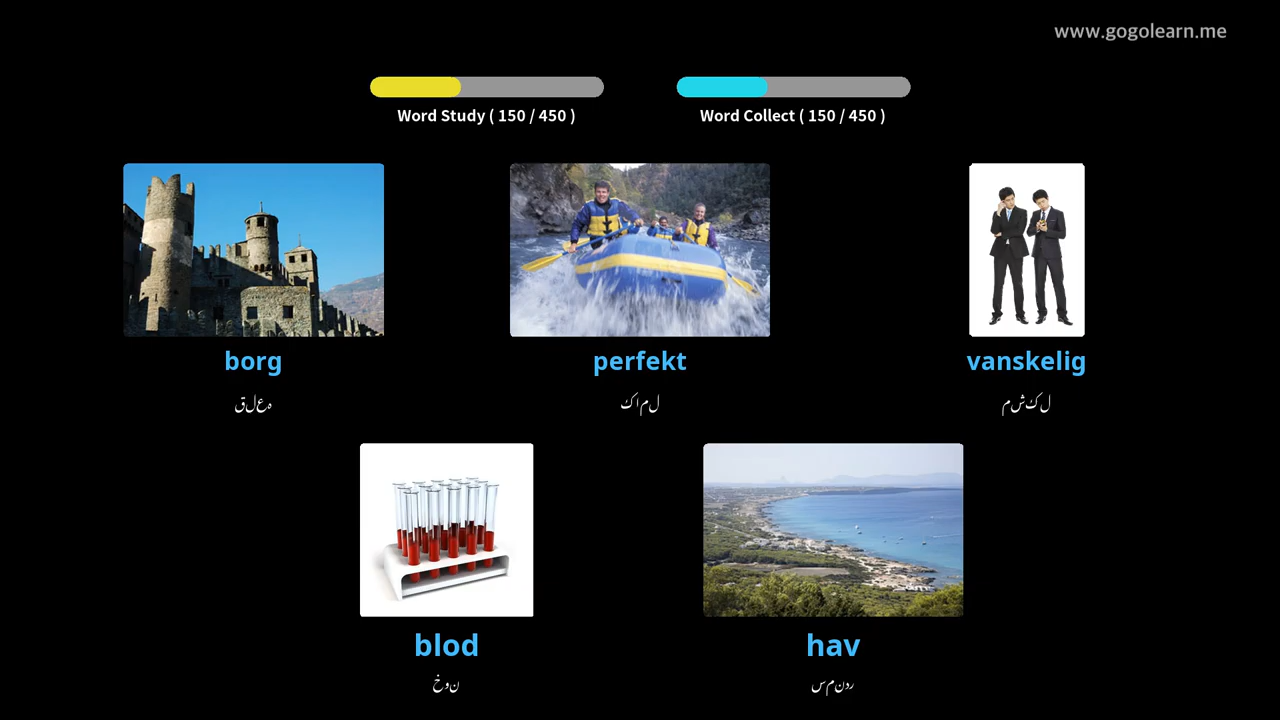 www.gogolearn.me
Word Study ( 150 / 450 )
Word Collect ( 150 / 450 )
borg
perfekt
vanskelig
قلعہ
کامل
مشکل
blod
hav
خون
سمندر